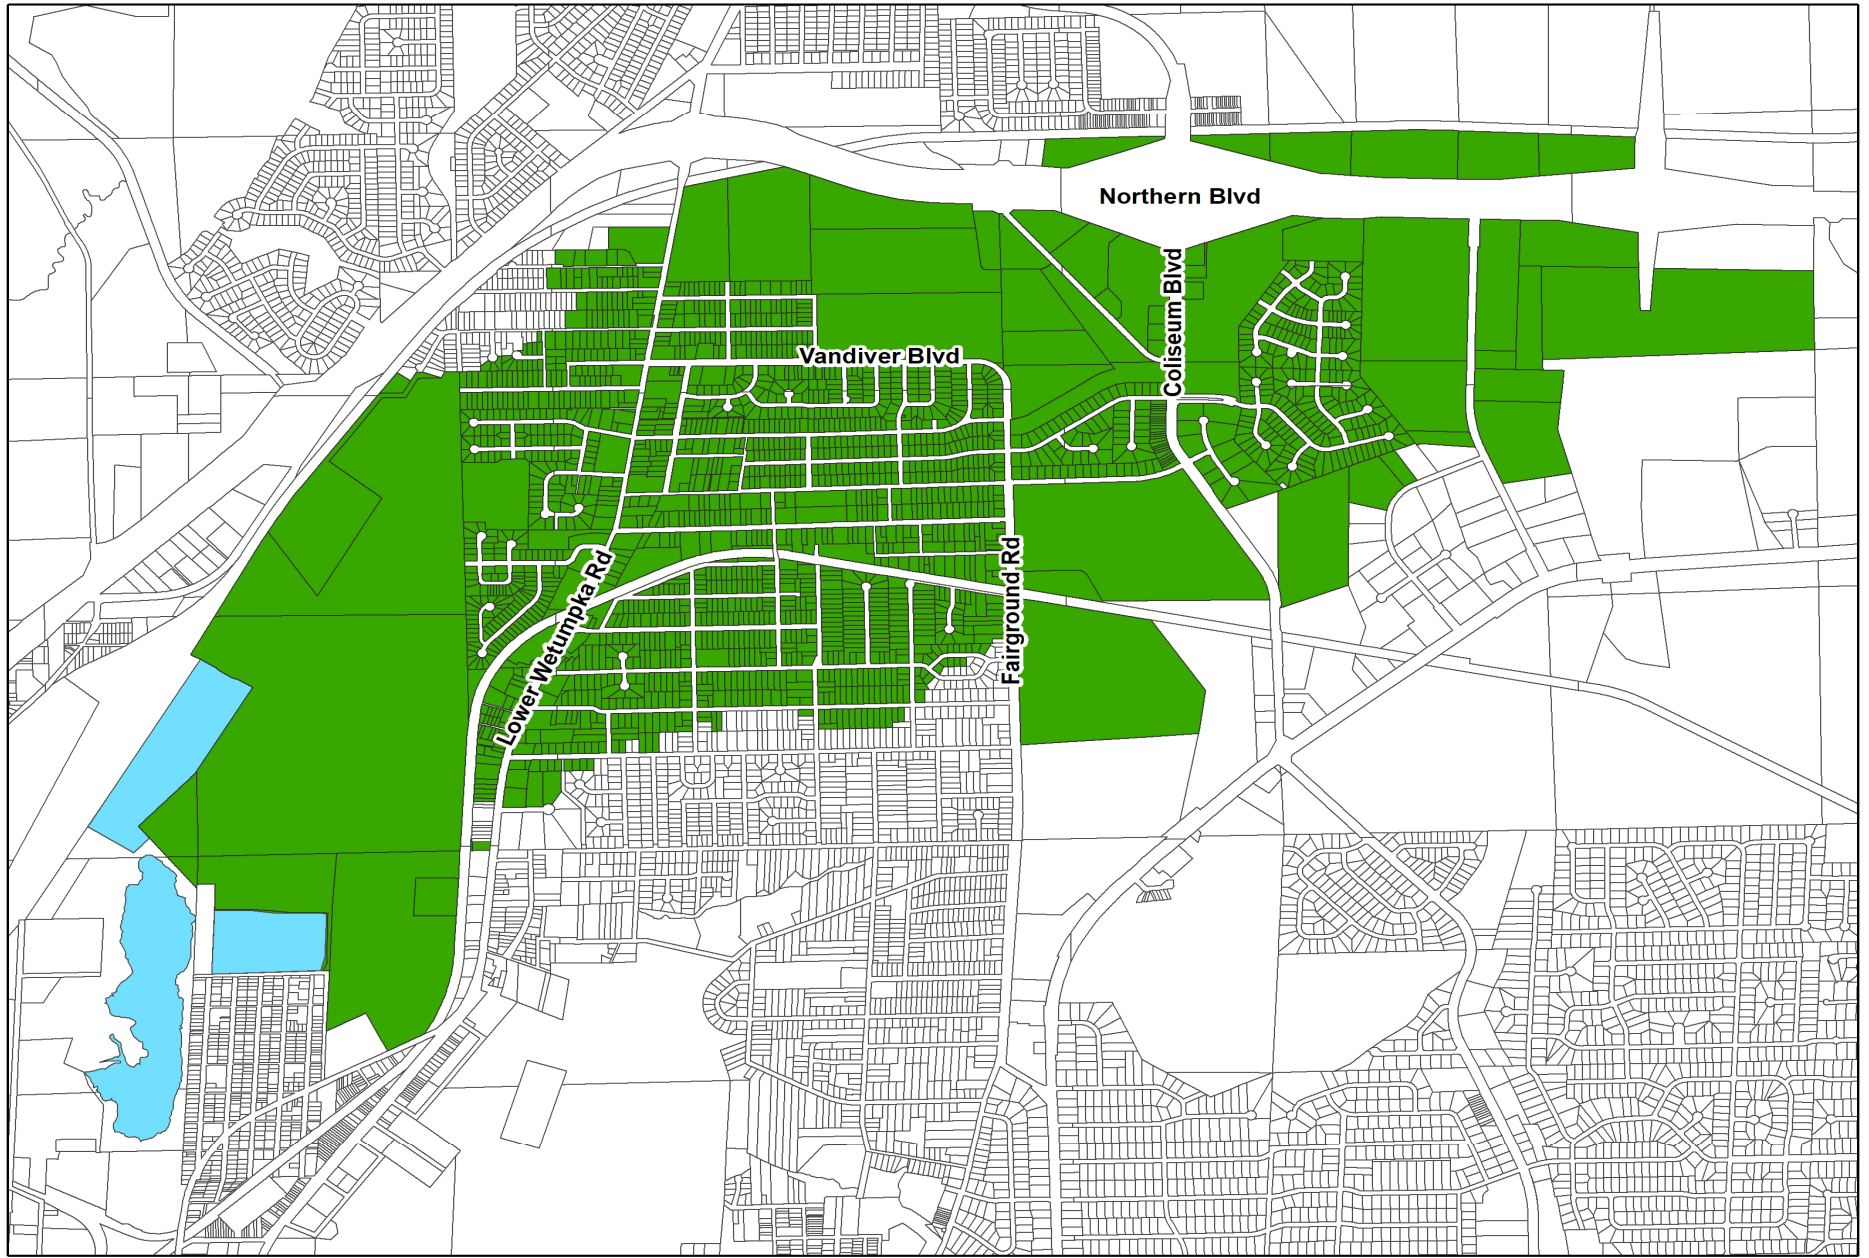 Northern Blvd
Coliseum Blvd
Vandiver Blvd
Fairground Rd
Lower Wetumpka Rd